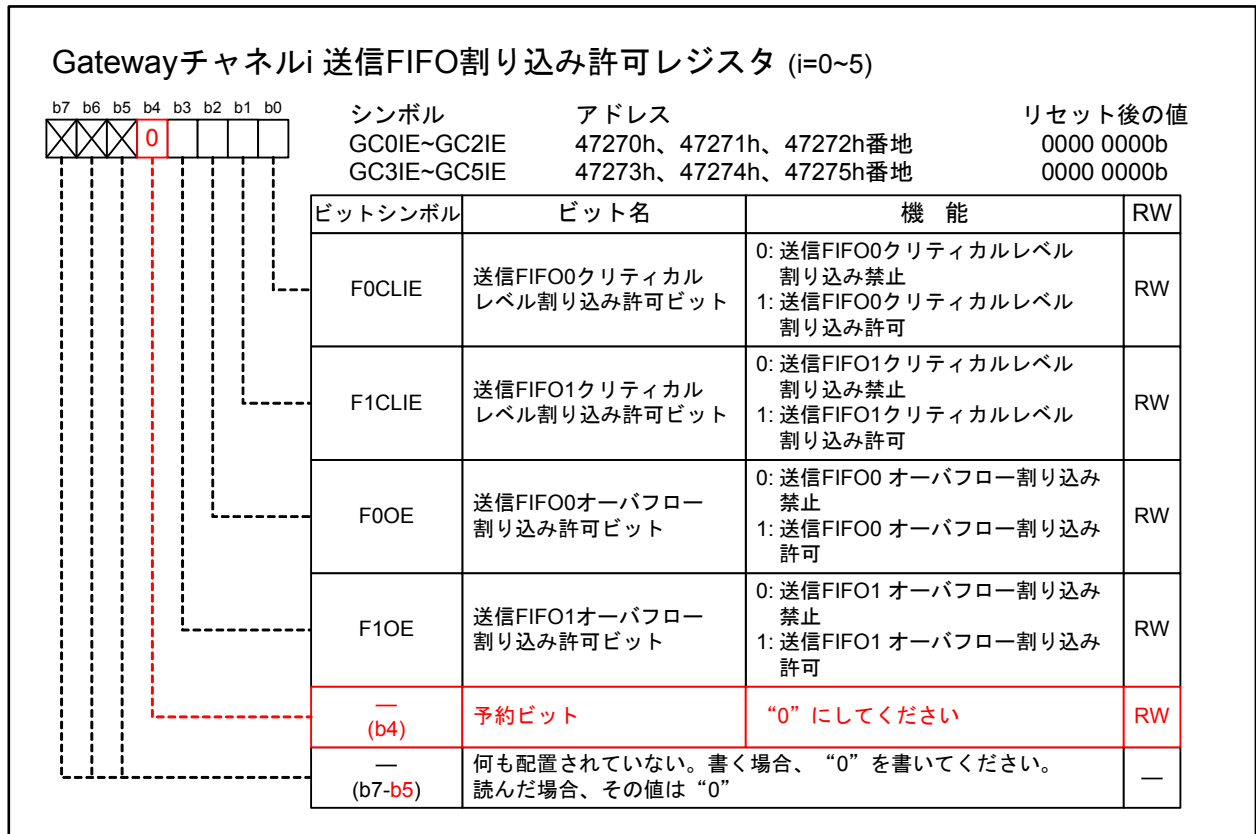 Gatewayチャネルi 送信FIFO割り込み許可レジスタ (i=0~5)
b7 b6 b5 b4 b3 b2 b1 b0
0
シンボル アドレス リセット後の値
GC0IE~GC2IE 47270h、47271h、47272h番地 0000 0000b
GC3IE~GC5IE 47273h、47274h、47275h番地 0000 0000b
ビットシンボル ビット名 機 能 RW
F0CLIE
送信FIFO0クリティカル
レベル割り込み許可ビット
0: 送信FIFO0クリティカルレベル
割り込み禁止
1: 送信FIFO0クリティカルレベル
割り込み許可
RW
F1CLIE
送信FIFO1クリティカル
レベル割り込み許可ビット
0: 送信FIFO1クリティカルレベル
割り込み禁止
1: 送信FIFO1クリティカルレベル
割り込み許可
RW
F0OE
送信FIFO0オーバフロー
割り込み許可ビット
0: 送信FIFO0 オーバフロー割り込み
禁止
1: 送信FIFO0 オーバフロー割り込み
許可
RW
F1OE
送信FIFO1オーバフロー
割り込み許可ビット
0: 送信FIFO1 オーバフロー割り込み
禁止
1: 送信FIFO1 オーバフロー割り込み
許可
RW
—
(b4)
予約ビット
“0”にしてください
RW
—
(b7-b5)
何も配置されていない。書く場合、“0”を書いてください。
読んだ場合、その値は“0”
—